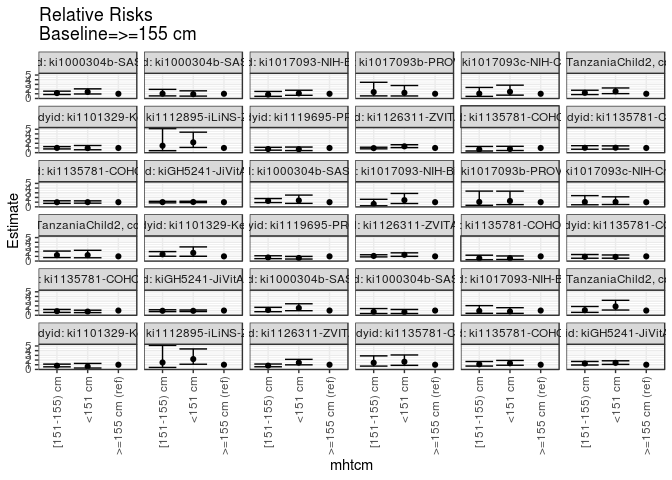 Relative Risks
Baseline=>=155 cm
d: ki1000304b-SAS ki1000304b-SAS ki1017093-NIH-B ki1017093b-PROV ki1017093c-NIH-C TanzaniaChild2, c
dyid: ki1101329-K ki1112895-iLiNS- dyid: ki1119695-PR ki1126311-ZVITA : ki1135781-COHO dyid: ki1135781-C
d: ki1135781-COHO kiGH5241-JiVitA d: ki1000304b-SAS ki1017093-NIH-B ki1017093b-PROV ki1017093c-NIH-C
TanzaniaChild2, c dyid: ki1101329-Ke dyid: ki1119695-P ki1126311-ZVITA dyid: ki1135781-C d: ki1135781-CO
ki1135781-COHO kiGH5241-JiVitA d: ki1000304b-SAS d: ki1000304b-SA : ki1017093-NIH-B TanzaniaChild2, c
dyid: ki1101329-K ki1112895-iLiNS- ki1126311-ZVIT dyid: ki1135781-C d: ki1135781-COHO id: kiGH5241-JiVitA
Estimate
[151-155) cm <151 cm >=155 cm (ref) [151-155) cm <151 cm >=155 cm (ref) [151-155) cm <151 cm >=155 cm (ref) [151-155) cm <151 cm >=155 cm (ref) [151-155) cm <151 cm >=155 cm (ref) [151-155) cm <151 cm >=155 cm (ref)
mhtcm